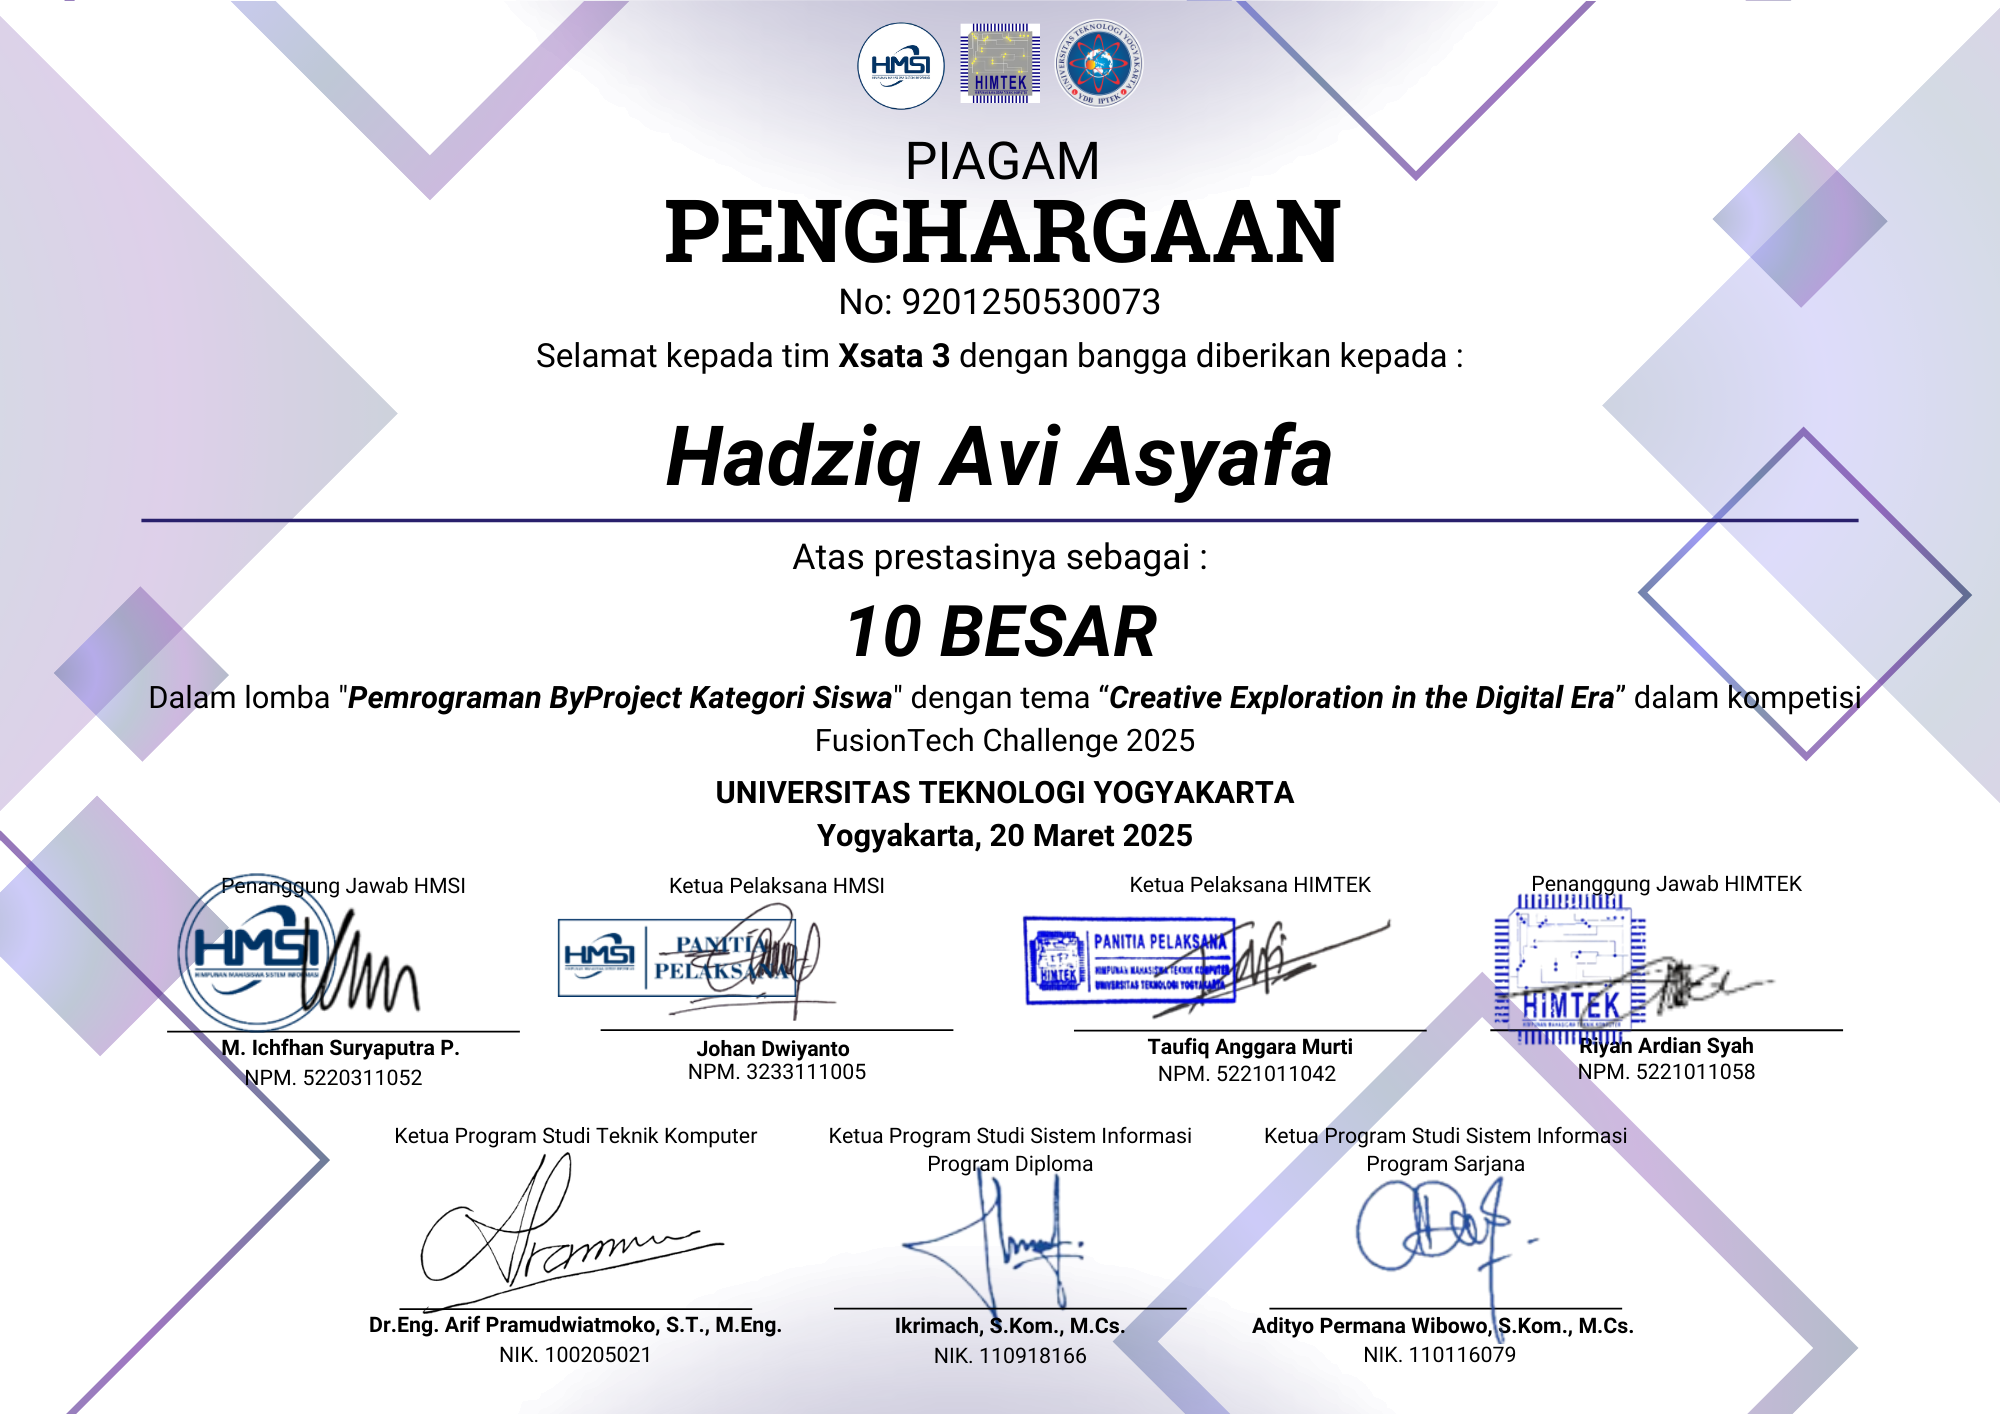 HMSI
HIMTEK
UNIVERSITAS TEKNOLOGI YOGYAKARTA
YDB IPTEK
PIAGAM
PENGHARGAAN
No: 9201250530073
Selamat kepada tim Xsata 3 dengan bangga diberikan kepada :
Hadziq Avi Asyafa
Atas prestasinya sebagai :
10 BESAR
Dalam lomba "Pemrograman ByProject Kategori Siswa" dengan tema “Creative Exploration in the Digital Era” dalam kompetisi
FusionTech Challenge 2025
UNIVERSITAS TEKNOLOGI YOGYAKARTA
Yogyakarta, 20 Maret 2025
Penanggung Jawab HMSI
HMSI
HIMPUNAN MAHASISWA SISTEM INFORMASI
M. Ichfhan Suryaputra P.
NPM. 5220311052
Ketua Pelaksana HMSI
HMSI
PANITIA
PELAKSANA
Johan Dwiyanto
NPM. 3233111005
Ketua Pelaksana HIMTEK
HIMTEK
PANITIA PELAKSANA
HIMPUNAN MAHASISWA TEKNIK KOMPUTER
UNIVERSITAS TEKNOLOGI YOGYAKARTA
Taufiq Anggara Murti
NPM. 5221011042
Penanggung Jawab HIMTEK
HIMTEK
HIMPUNAN MAHASISWA TEKNIK KOMPUTER
Riyan Ardian Syah
NPM. 5221011058
Ketua Program Studi Teknik Komputer
Dr.Eng. Arif Pramudwiatmoko, S.T., M.Eng.
NIK. 100205021
Ketua Program Studi Sistem Informasi
Program Diploma
Ikrimach, S.Kom., M.Cs.
NIK. 110918166
Ketua Program Studi Sistem Informasi
Program Sarjana
Adityo Permana Wibowo, S.Kom., M.Cs.
NIK. 110116079